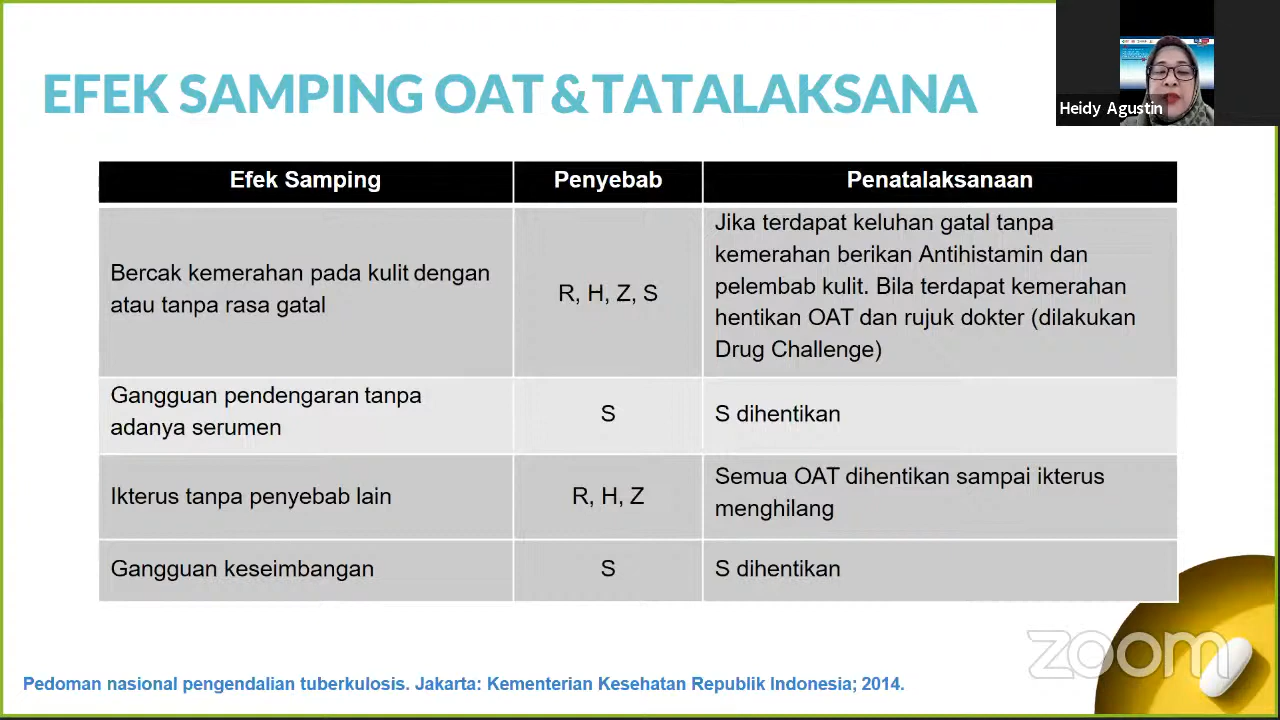 EFEK SAMPING OAT & TATALAKSANA
Heidy Agustin
Efek Samping
Penyebab
Penatalaksanaan
Bercak kemerahan pada kulit dengan
atau tanpa rasa gatal
R, H, Z, S
Jika terdapat keluhan gatal tanpa
kemerahan berikan Antihistamin dan
pelembab kulit. Bila terdapat kemerahan
hentikan OAT dan rujuk dokter (dilakukan
Drug Challenge)
Gangguan pendengaran tanpa
adanya serumen
S
S dihentikan
Ikterus tanpa penyebab lain
R, H, Z
Semua OAT dihentikan sampai ikterus
menghilang
Gangguan keseimbangan
S
S dihentikan
zoom
Pedoman nasional pengendalian tuberkulosis. Jakarta: Kementerian Kesehatan Republik Indonesia; 2014.